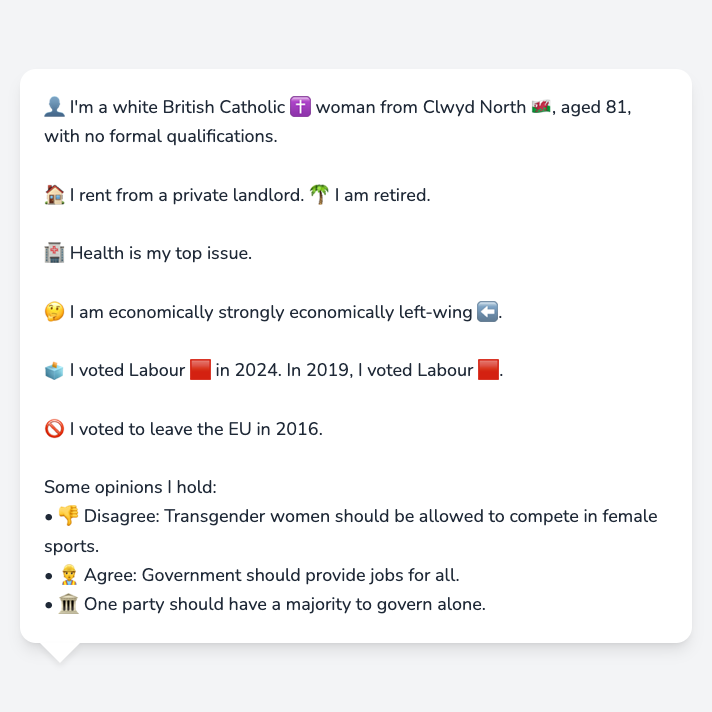 👤 I'm a white British Catholic ✝️ woman from Clwyd North 🏴󠁧󠁢󠁷󠁬󠁳󠁿, aged 81,
with no formal qualifications.
🏠 I rent from a private landlord. 🌴 I am retired.
🏥 Health is my top issue.
🤔 I am economically strongly economically left-wing ⬅️.
🗳️ I voted Labour 🟥 in 2024. In 2019, I voted Labour 🟥.
🚫 I voted to leave the EU in 2016.
Some opinions I hold:
• 👎 Disagree: Transgender women should be allowed to compete in female
sports.
• 👷 Agree: Government should provide jobs for all.
• 🏛️ One party should have a majority to govern alone.